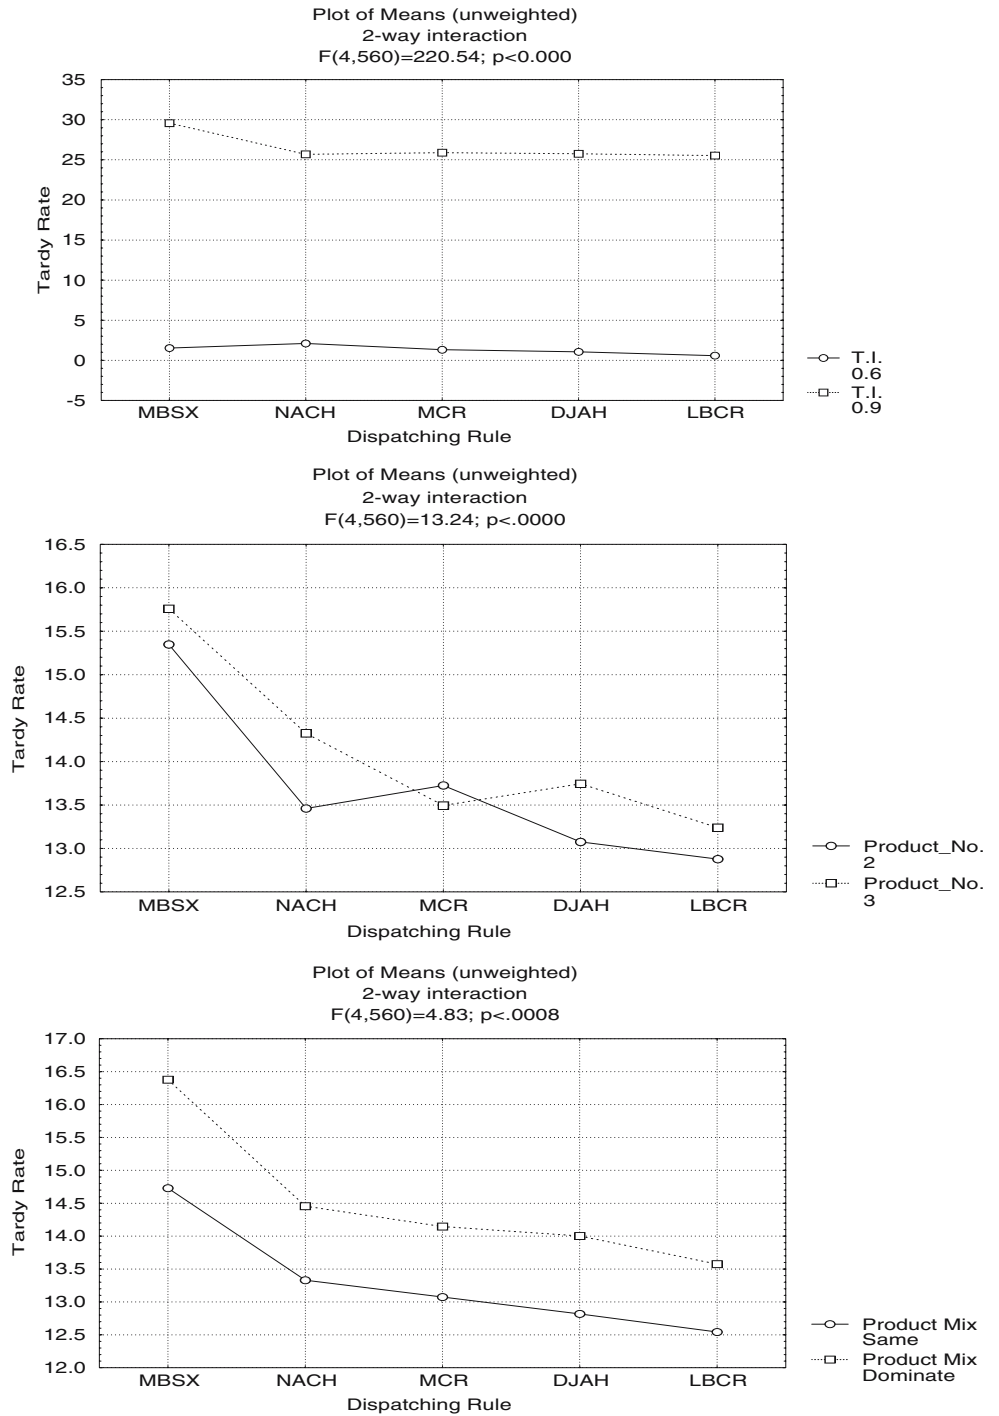 Plot of Means (unweighted)
2-way interaction
F(4,560)=220.54; p<0.000
35
30
25
20
15
10
5
0
-5
Tardy Rate
MBSX NACH MCR DJAH LBCR
Dispatching Rule
T.I.
0.6
T.I.
0.9
Plot of Means (unweighted)
2-way interaction
F(4,560)=13.24; p<.0000
16.5
16.0
15.5
15.0
14.5
14.0
13.5
13.0
12.5
Tardy Rate
MBSX NACH MCR DJAH LBCR
Dispatching Rule
Product_No.
2
Product_No.
3
Plot of Means (unweighted)
2-way interaction
F(4,560)=4.83; p<.0008
17.0
16.5
16.0
15.5
15.0
14.5
14.0
13.5
13.0
12.5
12.0
Tardy Rate
MBSX NACH MCR DJAH LBCR
Dispatching Rule
Product Mix
Same
Product Mix
Dominate